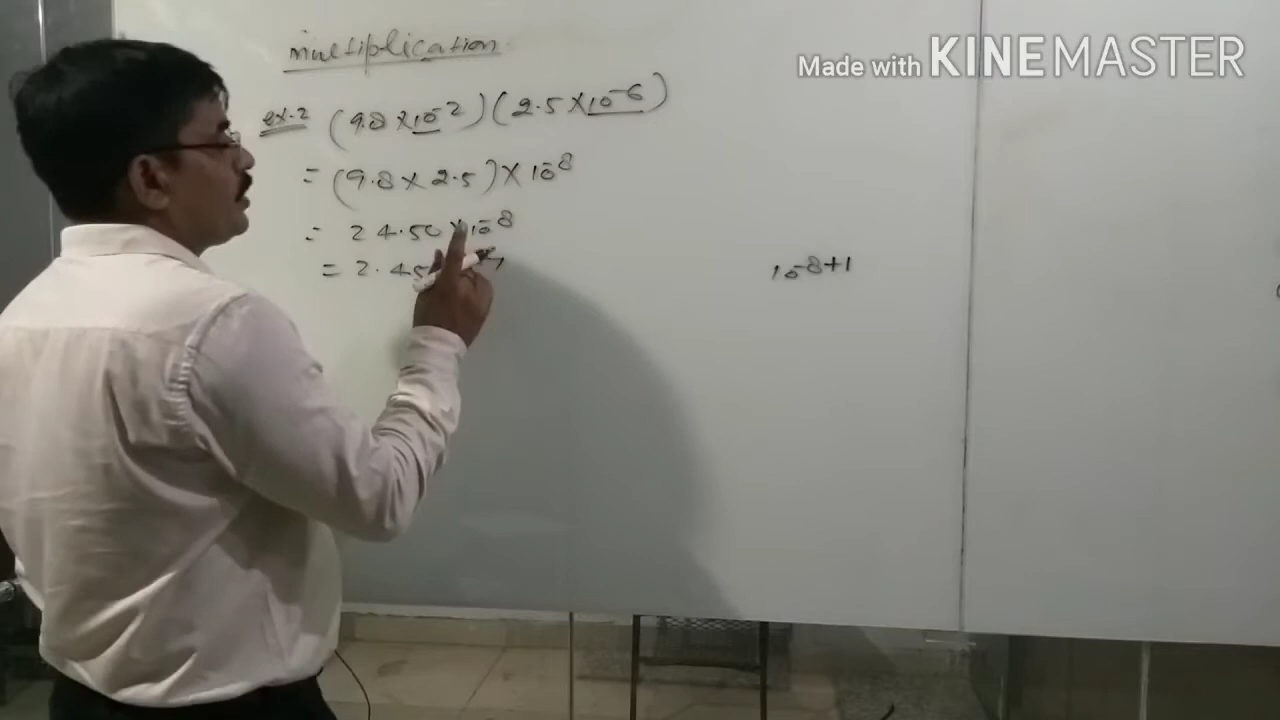 multiplication
Made with KINEMASTER
ex-2 (9.8 × 10⁻²) (2.5 × 10⁻⁶)
= (9.8 × 2.5) × 10⁻⁸
= 24.50 × 10⁻⁸
= 2.45
10⁻⁸⁺¹